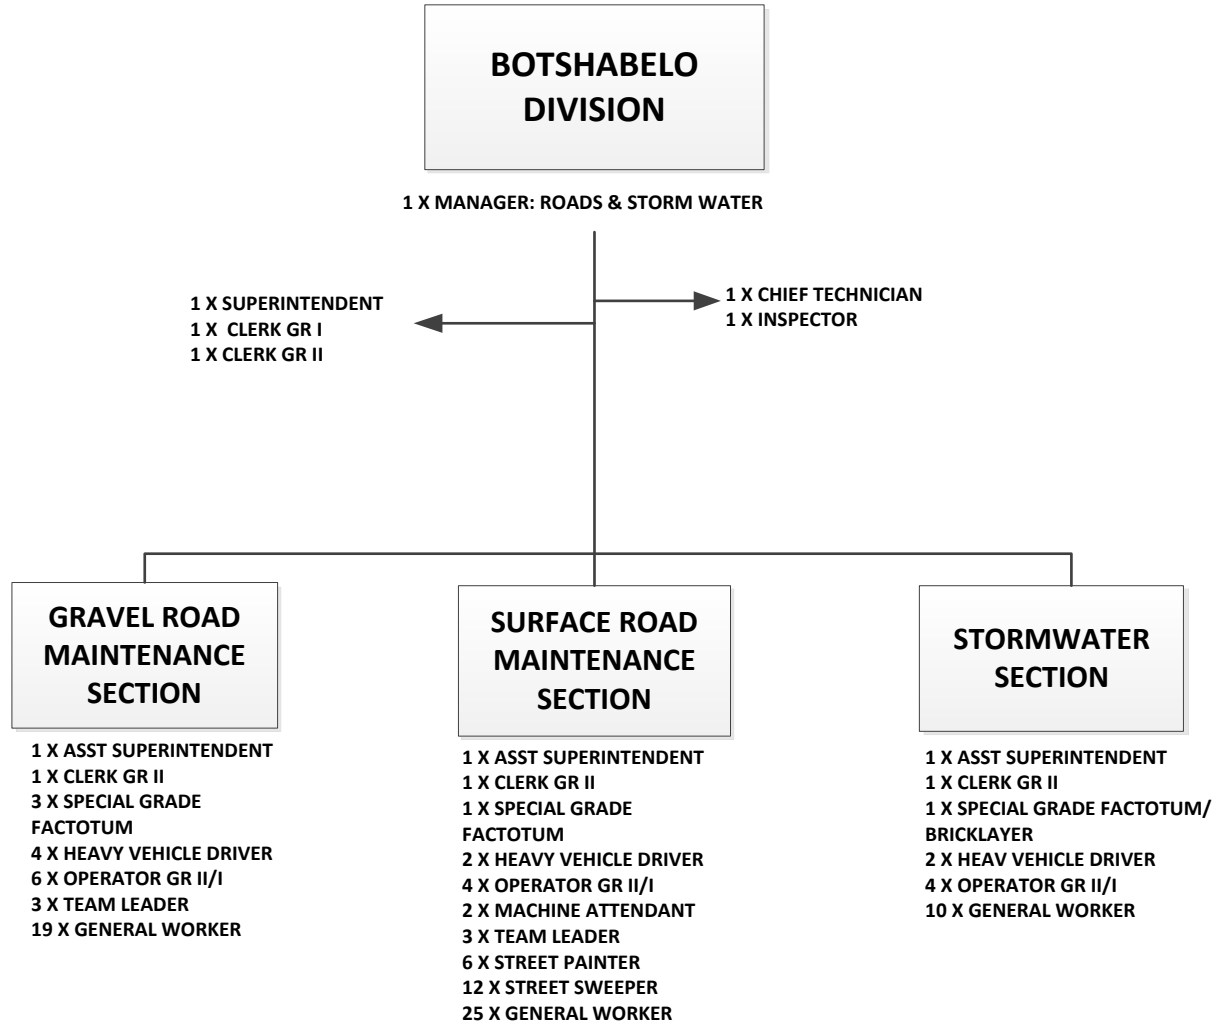 BOTSHABELO
DIVISION
1 X MANAGER: ROADS & STORM WATER
1 X SUPERINTENDENT
1 X  CLERK GR I
1 X CLERK GR II
1 X CHIEF TECHNICIAN
1 X INSPECTOR
GRAVEL ROAD
MAINTENANCE
SECTION
1 X ASST SUPERINTENDENT
1 X CLERK GR II
3 X SPECIAL GRADE
FACTOTUM
4 X HEAVY VEHICLE DRIVER
6 X OPERATOR GR II/I
3 X TEAM LEADER
19 X GENERAL WORKER
SURFACE ROAD
MAINTENANCE
SECTION
1 X ASST SUPERINTENDENT
1 X CLERK GR II
1 X SPECIAL GRADE
FACTOTUM
2 X HEAVY VEHICLE DRIVER
4 X OPERATOR GR II/I
2 X MACHINE ATTENDANT
3 X TEAM LEADER
6 X STREET PAINTER
12 X STREET SWEEPER
25 X GENERAL WORKER
STORMWATER
SECTION
1 X ASST SUPERINTENDENT
1 X CLERK GR II
1 X SPECIAL GRADE FACTOTUM/
BRICKLAYER
2 X HEAV VEHICLE DRIVER
4 X OPERATOR GR II/I
10 X GENERAL WORKER